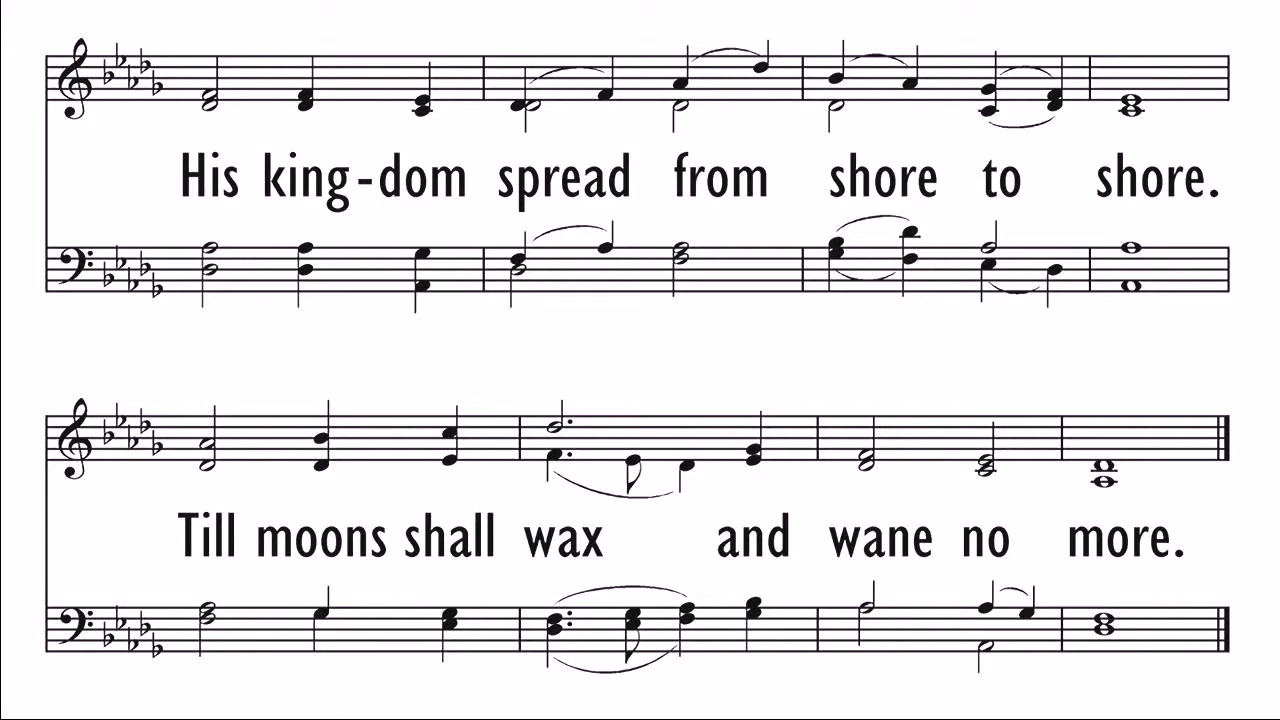 His king-dom spread from shore to shore.
Till moons shall wax and wane no more.